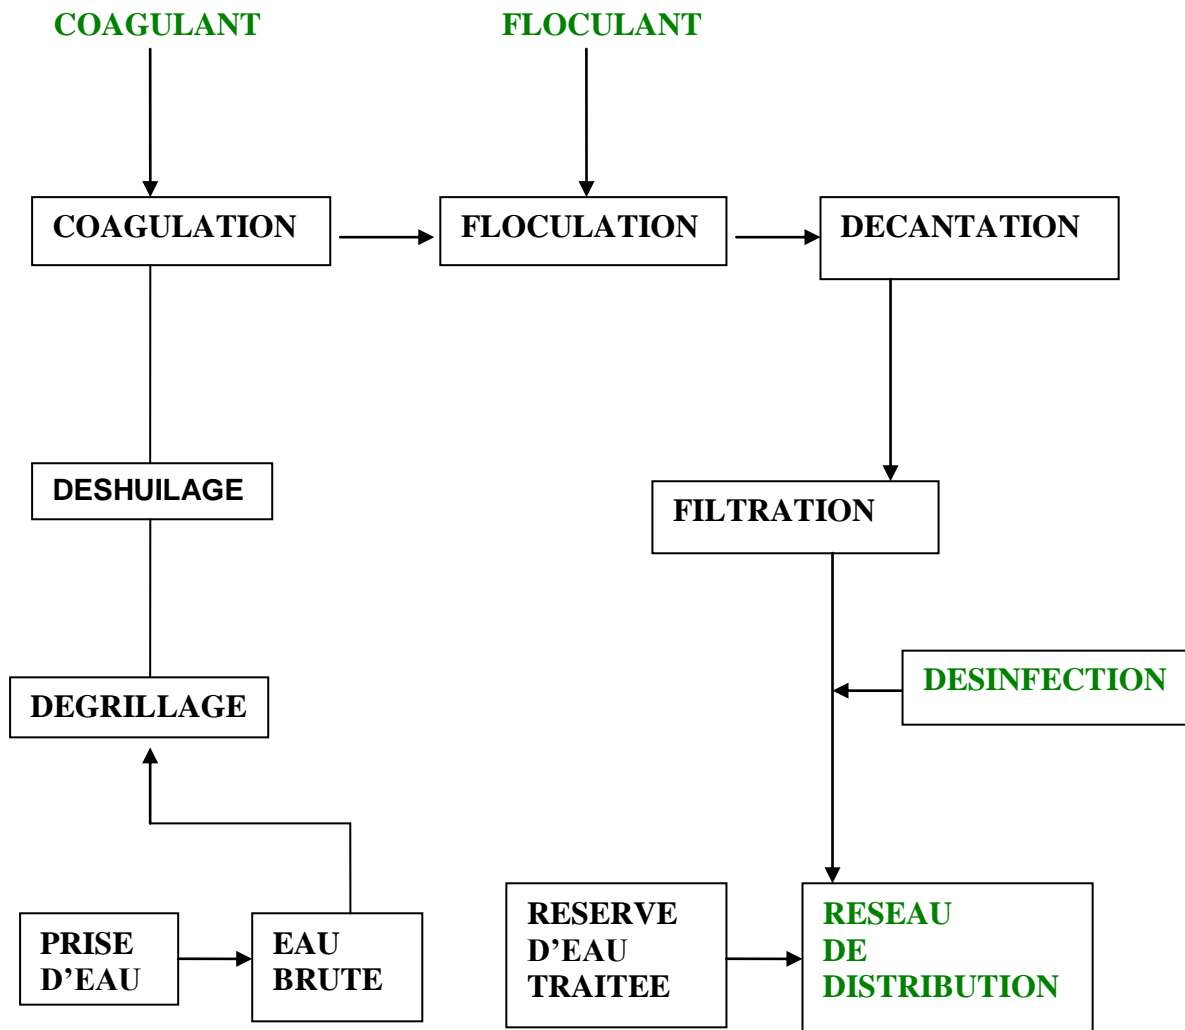 COAGULANT
FLOCULANT
COAGULATION
FLOCULATION
DECANTATION
DESHUILAGE
FILTRATION
DESINFECTION
DEGRILLAGE
PRISE
D’EAU
EAU
BRUTE
RESERVE
D’EAU
TRAITEE
RESEAU
DE
DISTRIBUTION